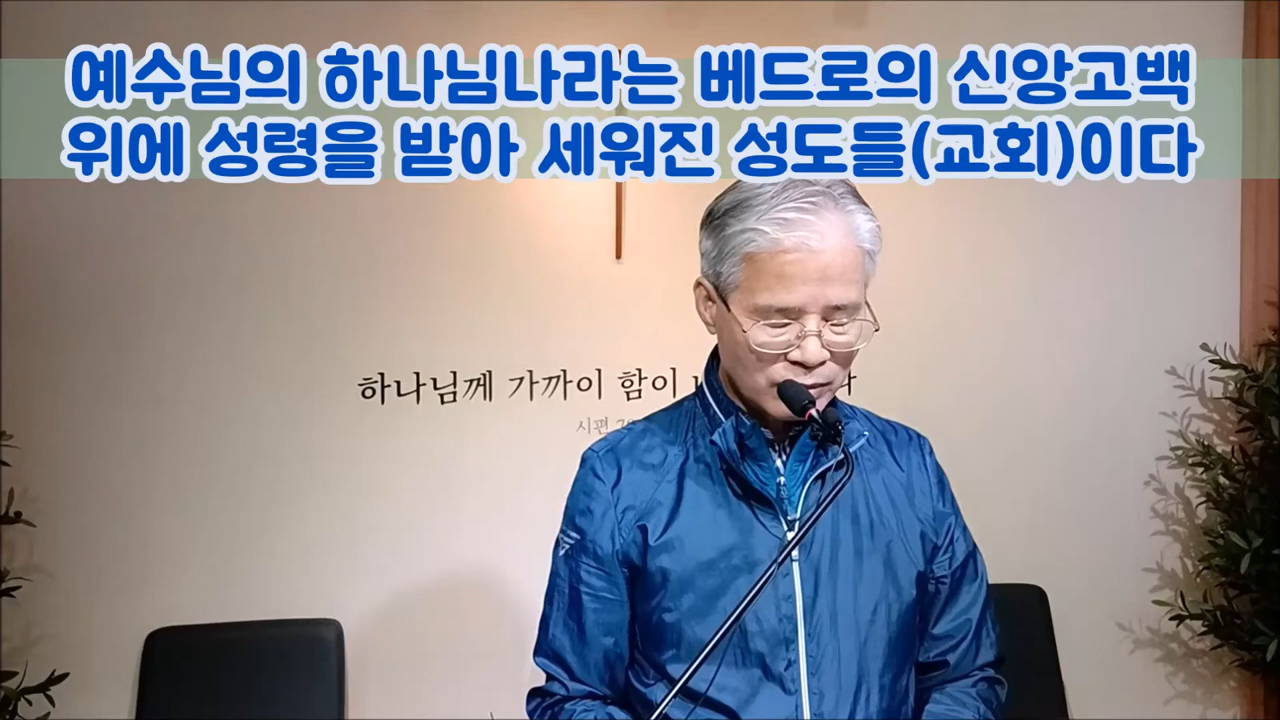 예수님의 하나님나라는 베드로의 신앙고백
위에 성령을 받아 세워진 성도들(교회)이다
하나님께 가까이 함이
시편